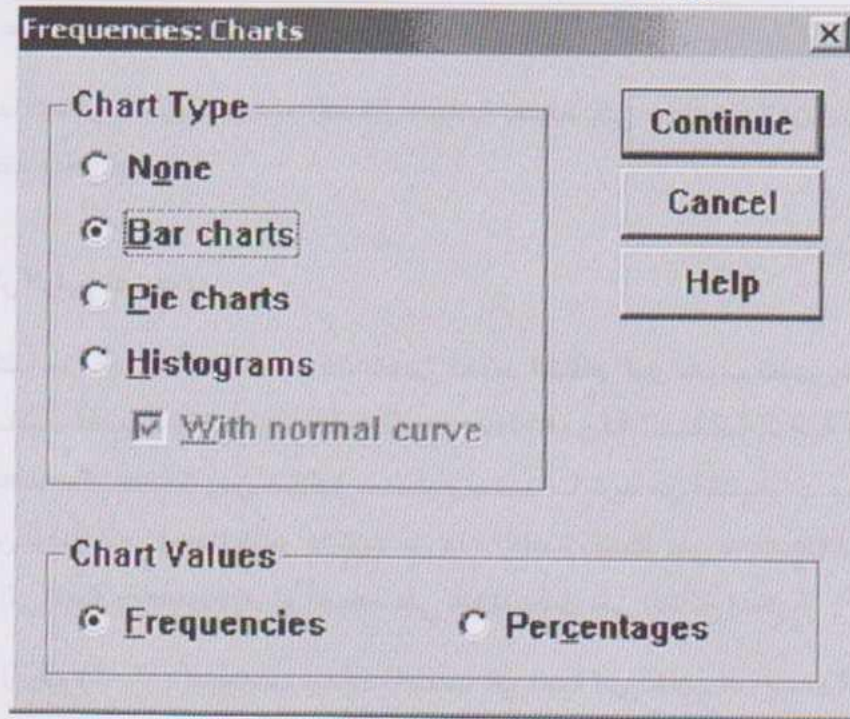 Frequencies: Charts
Chart Type
None
Bar charts
Pie charts
Histograms
With normal curve
Continue
Cancel
Help
Chart Values
Frequencies Percentages